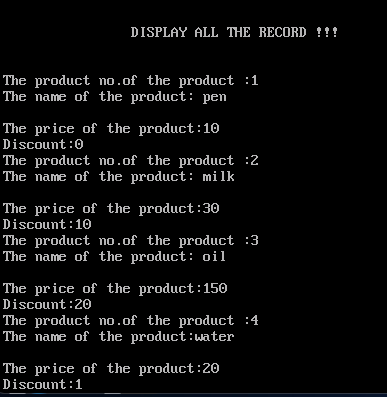 DISPLAY ALL THE RECORD !!!
The product no.of the product :1
The name of the product: pen
The price of the product:10
Discount:0
The product no.of the product :2
The name of the product: milk
The price of the product:30
Discount:10
The product no.of the product :3
The name of the product: oil
The price of the product:150
Discount:20
The product no.of the product :4
The name of the product:water
The price of the product:20
Discount:1